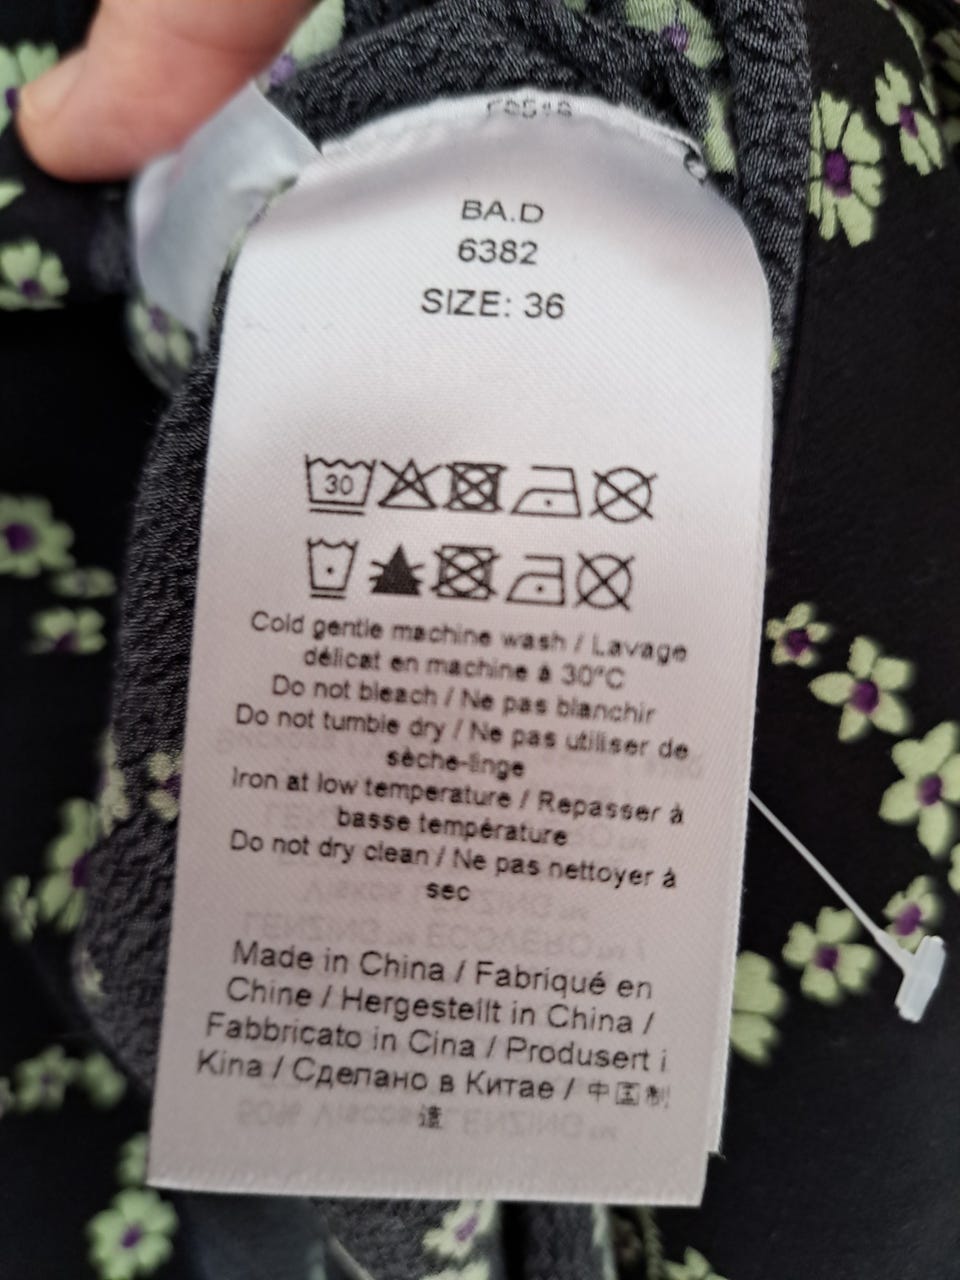 BA.D
6382
SIZE: 36
30
Cold gentle machine wash / Lavage
délicat en machine à 30°C
Do not bleach / Ne pas blanchir
Do not tumble dry / Ne pas utiliser de
sèche-linge
Iron at low temperature / Repasser à
basse température
Do not dry clean / Ne pas nettoyer à
sec
Made in China / Fabriqué en
Chine / Hergestellt in China /
Fabbricato in Cina / Produsert i
Kina / Сделано в Китае / 中国制
造